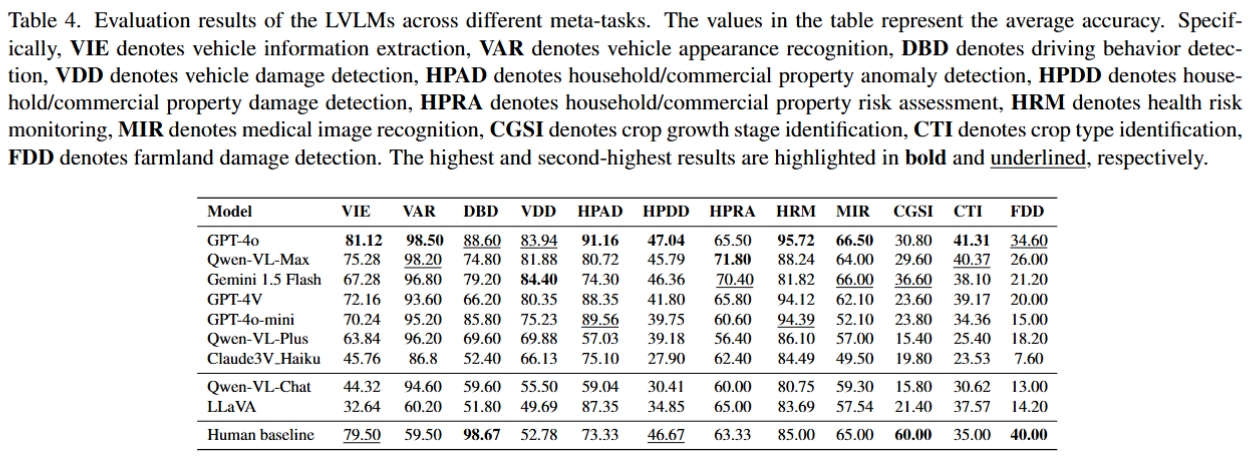 Table 4. Evaluation results of the LVLMs across different meta-tasks. The values in the table represent the average accuracy. Specif-
ically, VIE denotes vehicle information extraction, VAR denotes vehicle appearance recognition, DBD denotes driving behavior detec-
tion, VDD denotes vehicle damage detection, HPAD denotes household/commercial property anomaly detection, HPDD denotes house-
hold/commercial property damage detection, HPRA denotes household/commercial property risk assessment, HRM denotes health risk
monitoring, MIR denotes medical image recognition, CGSI denotes crop growth stage identification, CTI denotes crop type identification,
FDD denotes farmland damage detection. The highest and second-highest results are highlighted in bold and underlined, respectively.
Model VIE VAR DBD VDD HPAD HPDD HPRA HRM MIR CGSI CTI FDD
GPT-4o 81.12 98.50 88.60 83.94 91.16 47.04 65.50 95.72 66.50 30.80 41.31 34.60
Qwen-VL-Max 75.28 98.20 74.80 81.88 80.72 45.79 71.80 88.24 64.00 29.60 40.37 26.00
Gemini 1.5 Flash 67.28 96.80 79.20 84.40 74.30 46.36 70.40 81.82 66.00 36.60 38.10 21.20
GPT-4V 72.16 93.60 66.20 80.35 88.35 41.80 65.80 94.12 62.10 23.60 39.17 20.00
GPT-4o-mini 70.24 95.20 85.80 75.23 89.56 39.75 60.60 94.39 52.10 23.80 34.36 15.00
Qwen-VL-Plus 63.84 96.20 69.60 69.88 57.03 39.18 56.40 86.10 57.00 15.40 25.40 18.20
Claude3V_Haiku 45.76 86.8 52.40 66.13 75.10 27.90 62.40 84.49 49.50 19.80 23.53 7.60
Qwen-VL-Chat 44.32 94.60 59.60 55.50 59.04 30.41 60.00 80.75 59.30 15.80 30.62 13.00
LLaVA 32.64 60.20 51.80 49.69 87.35 34.85 65.00 83.69 57.54 21.40 37.57 14.20
Human baseline 79.50 59.50 98.67 52.78 73.33 46.67 63.33 85.00 65.00 60.00 35.00 40.00